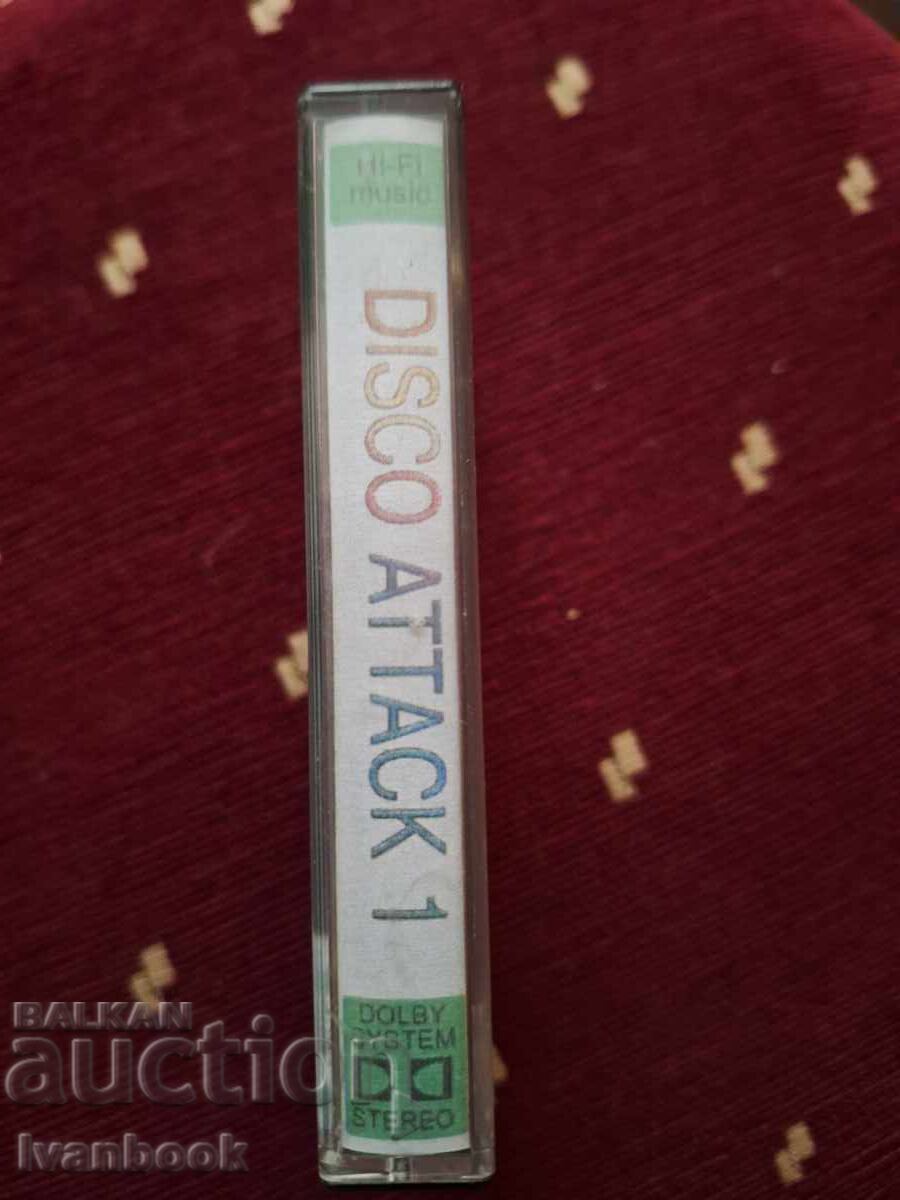 Hi-Fi
music
DISCO ATTACK 1
DOLBY
SYSTEM
STEREO
BALKAN
auction
Ivanbook